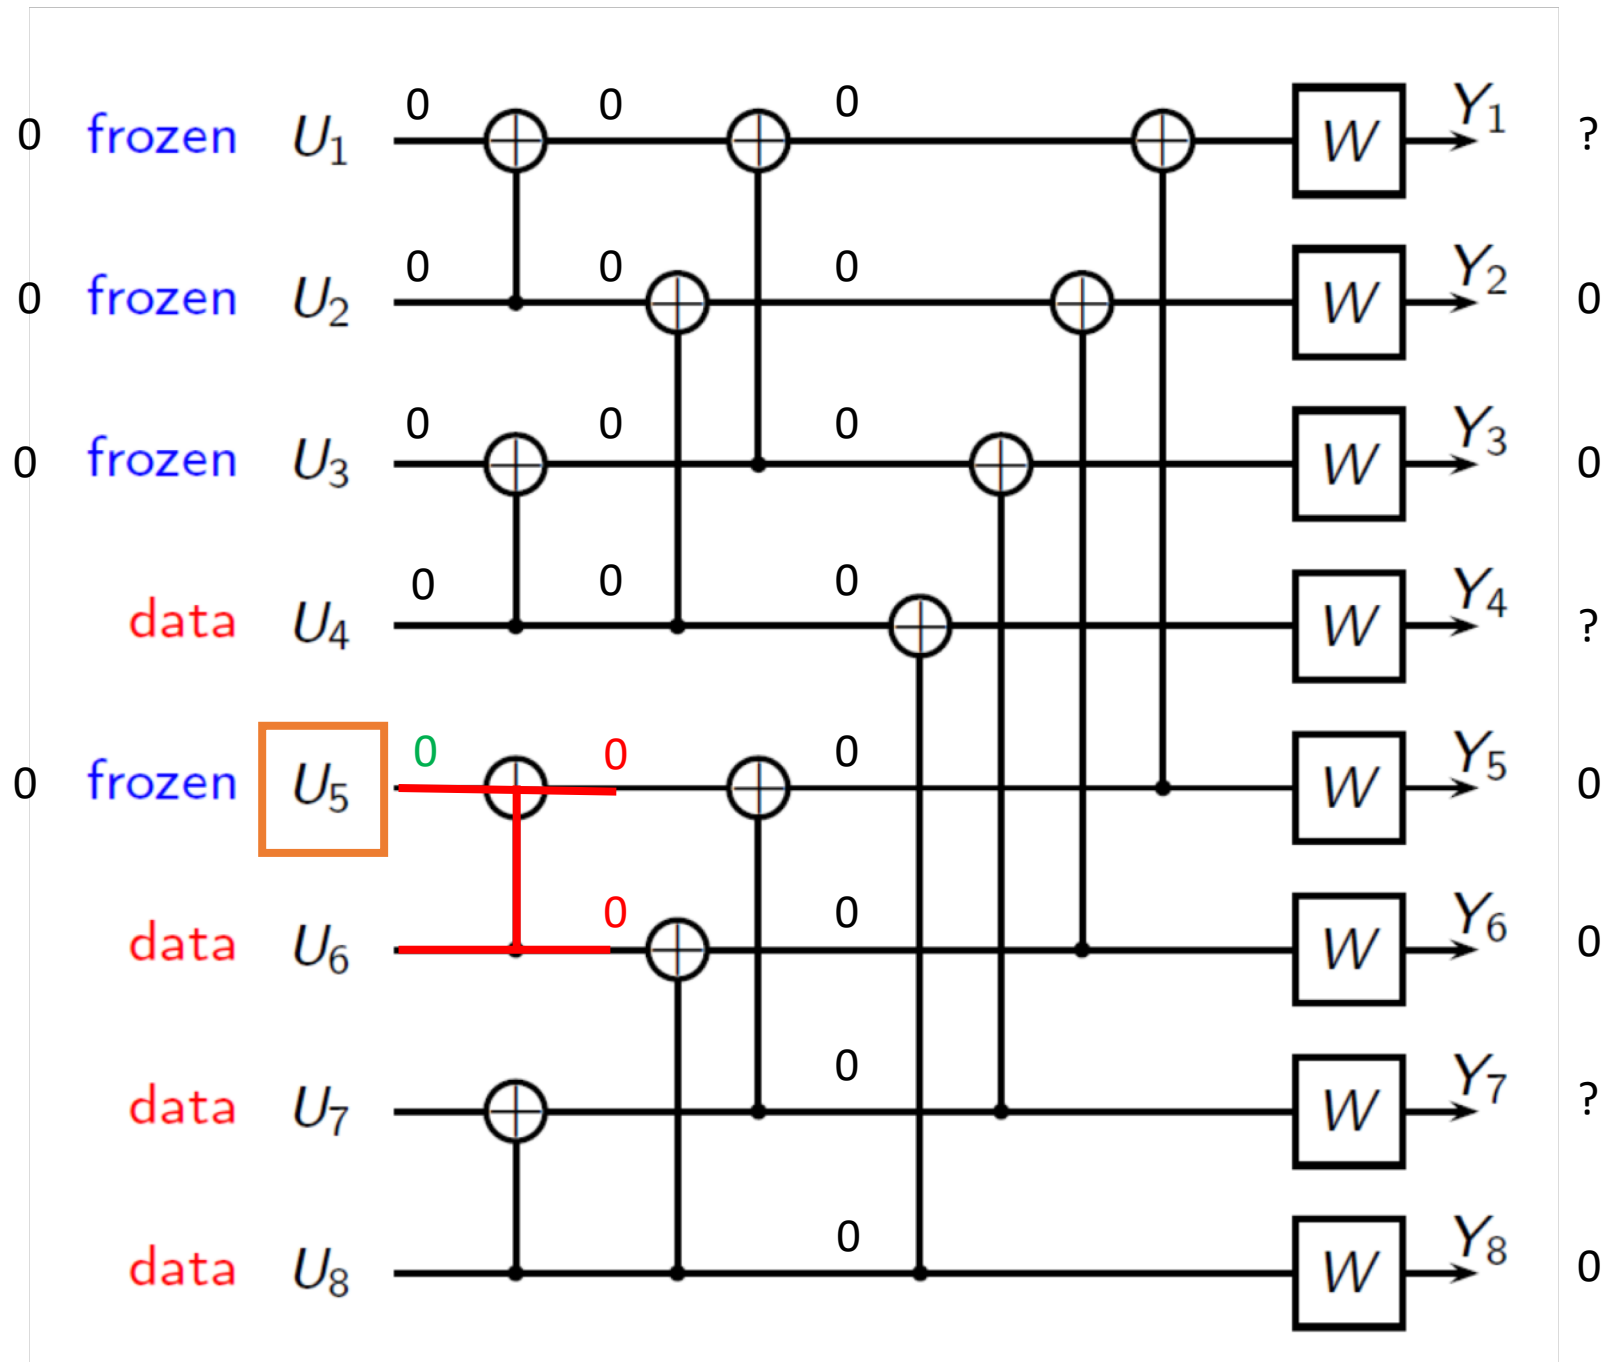 0 0 0
0 frozen U1 W Y1 ?
0 0 0
0 frozen U2 W Y2 0
0 0 0
0 frozen U3 W Y3 0
0 0 0
data U4 W Y4 ?
0 0 0
0 frozen U5 W Y5 0
0 0
data U6 W Y6 0
0
data U7 W Y7 ?
0
data U8 W Y8 0